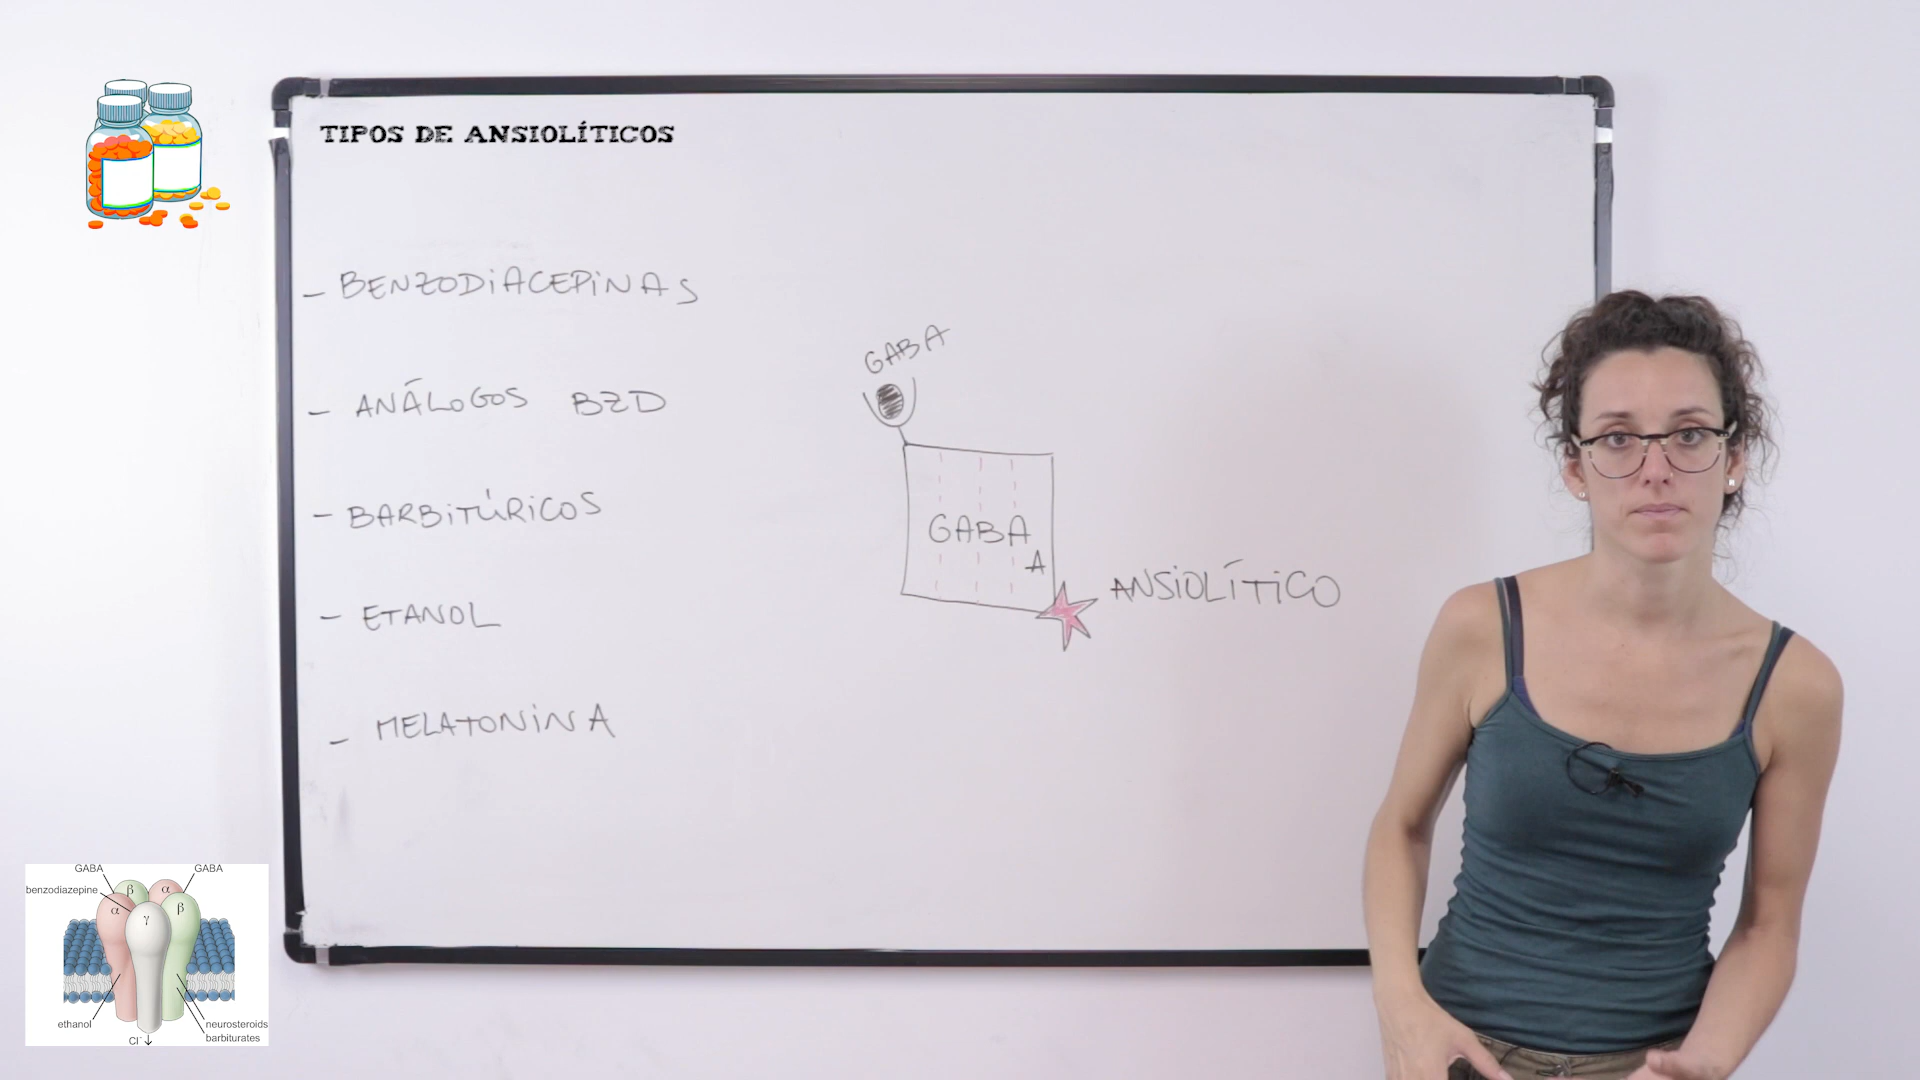 TIPOS DE ANSIOLÍTICOS
- BENZODIACEPINAS
- ANÁLOGOS BZD
- BARBITÚRICOS
- ETANOL
- MELATONINA
GABA
GABA
A
ANSIOLÍTICO
GABA
GABA
benzodiazepine
β
α
α
γ
β
ethanol
neurosteroids
barbiturates
Cl⁻